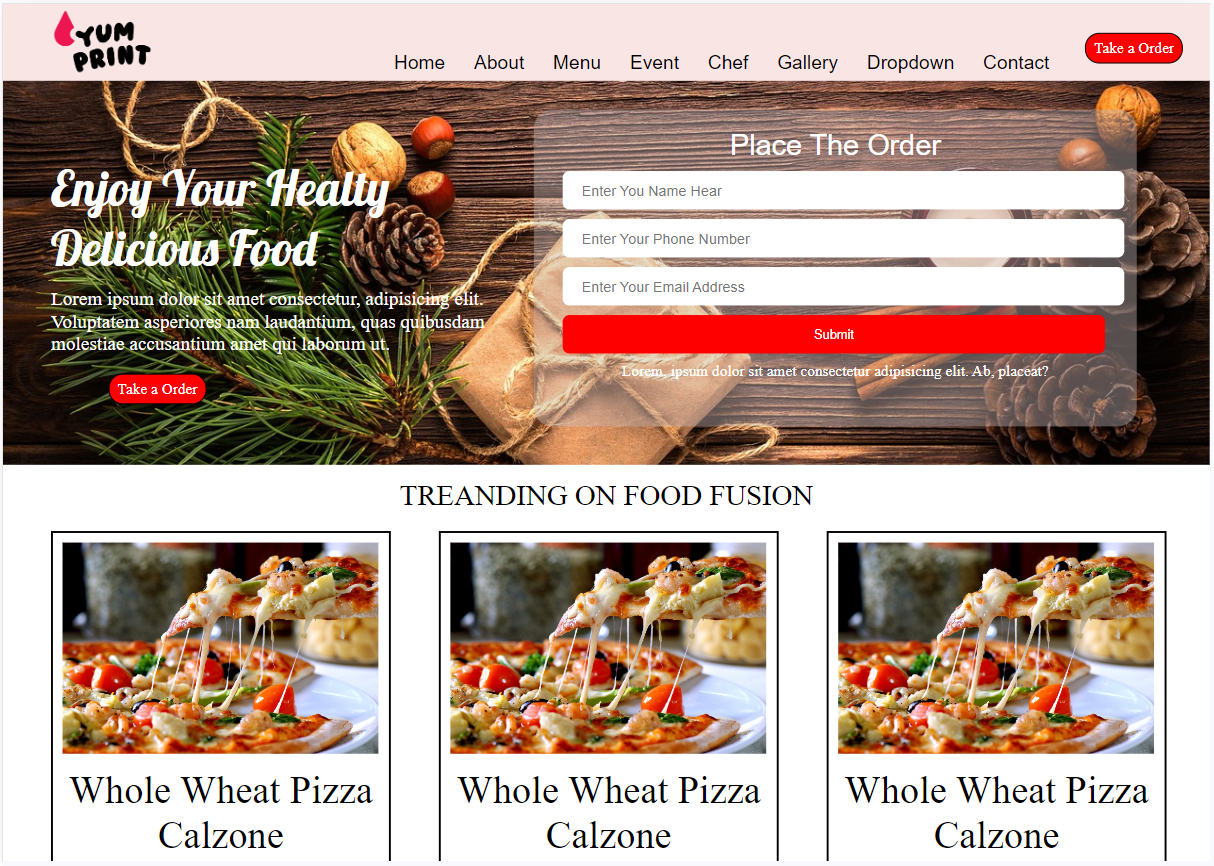 YUM
PRINT
Home About Menu Event Chef Gallery Dropdown Contact
Take a Order
Enjoy Your Healty
Delicious Food
Lorem ipsum dolor sit amet consectetur, adipisicing elit.
Voluptatem asperiores nam laudantium, quas quibusdam
molestiae accusantium amet qui laborum ut.
Take a Order
Place The Order
Enter You Name Hear
Enter Your Phone Number
Enter Your Email Address
Submit
Lorem, ipsum dolor sit amet consectetur adipisicing elit. Ab, placeat?
TREANDING ON FOOD FUSION
Whole Wheat Pizza
Calzone
Whole Wheat Pizza
Calzone
Whole Wheat Pizza
Calzone